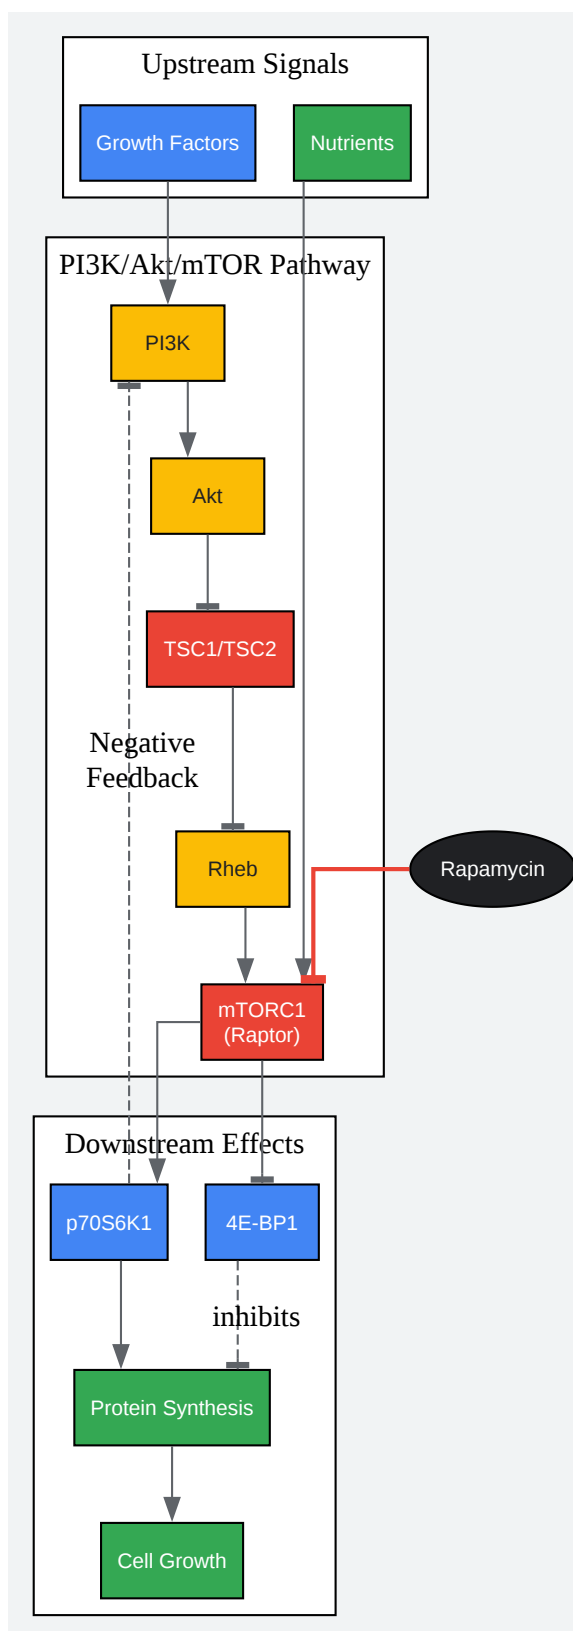 Upstream Signals
Growth Factors
Nutrients
PI3K/Akt/mTOR Pathway
PI3K
Akt
TSC1/TSC2
Negative
Feedback
Rheb
Rapamycin
mTORC1
(Raptor)
Downstream Effects
p70S6K1
4E-BP1
inhibits
Protein Synthesis
Cell Growth